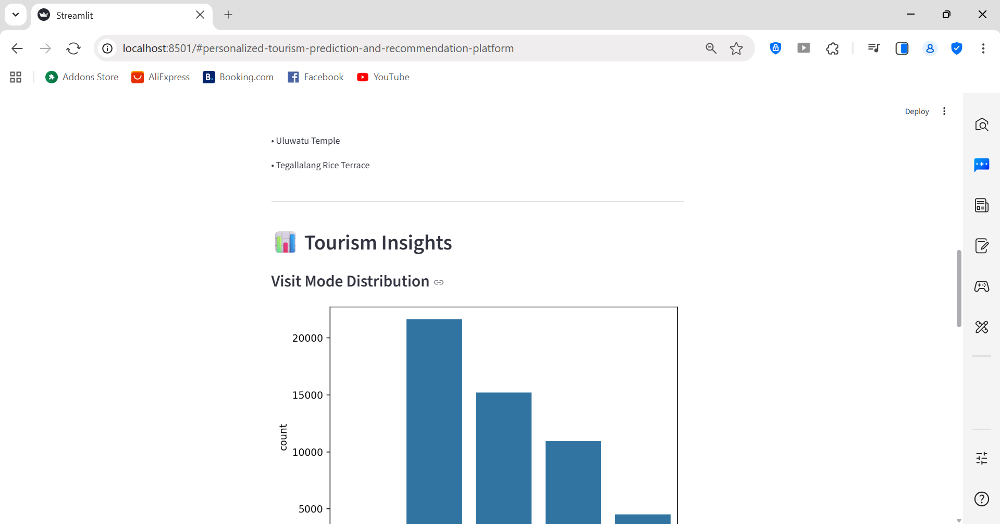 Streamlit
localhost:8501/#personalized-tourism-prediction-and-recommendation-platform
Addons Store AliExpress B. Booking.com Facebook YouTube
Deploy
• Uluwatu Temple
• Tegallalang Rice Terrace
Tourism Insights
Visit Mode Distribution
20000
15000
count
10000
5000